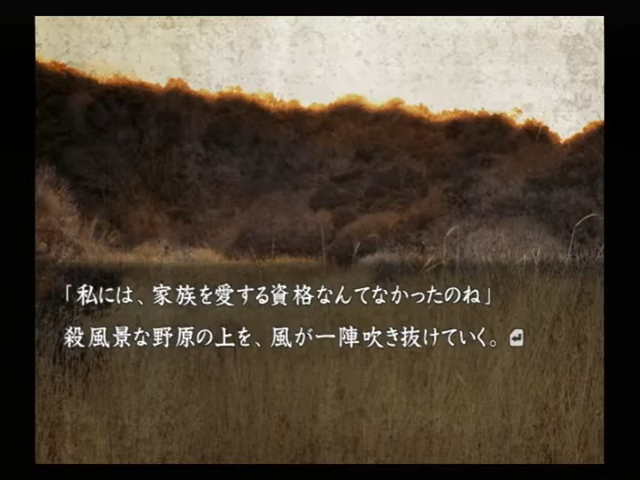 「私には、家族を愛する資格なんてなかったのね」
殺風景な野原の上を、風が一陣吹き抜けていく。